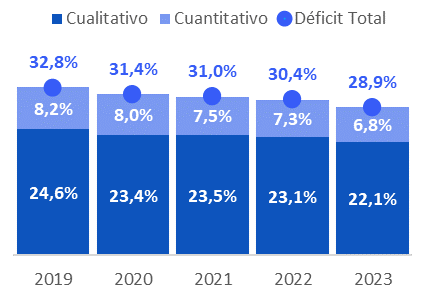 Cualitativo Cuantitativo Déficit Total
32,8% 31,4% 31,0% 30,4% 28,9%
8,2% 8,0% 7,5% 7,3% 6,8%
24,6% 23,4% 23,5% 23,1% 22,1%
2019 2020 2021 2022 2023